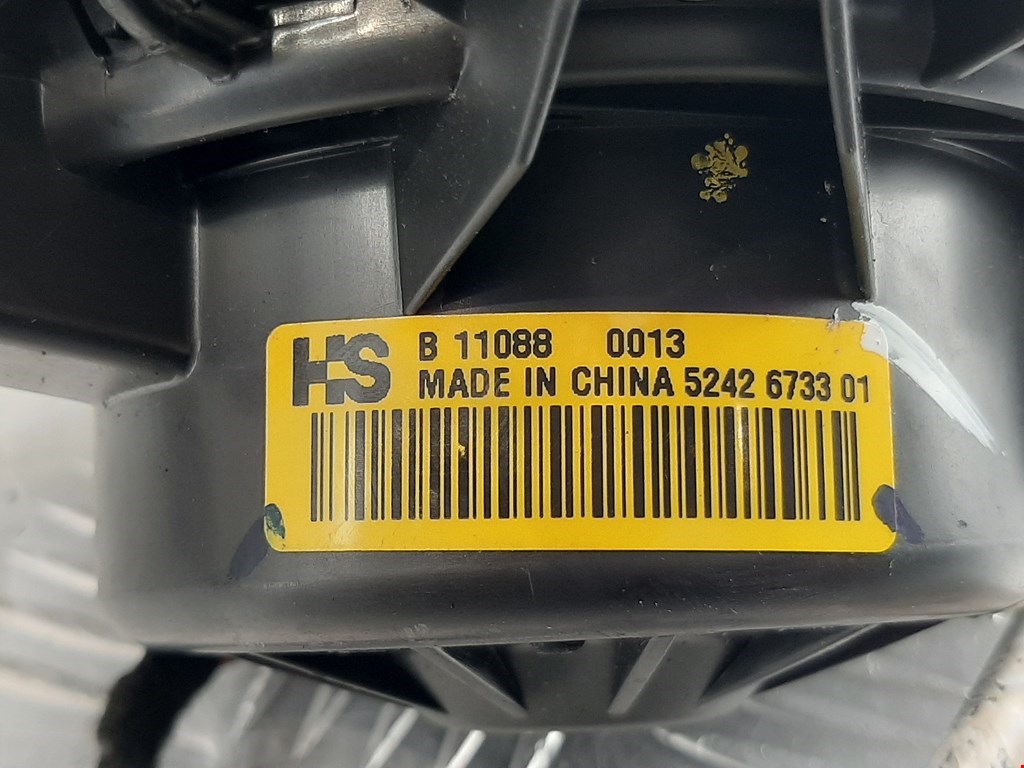 HS B 11088 0013
MADE IN CHINA 5242 6733 01